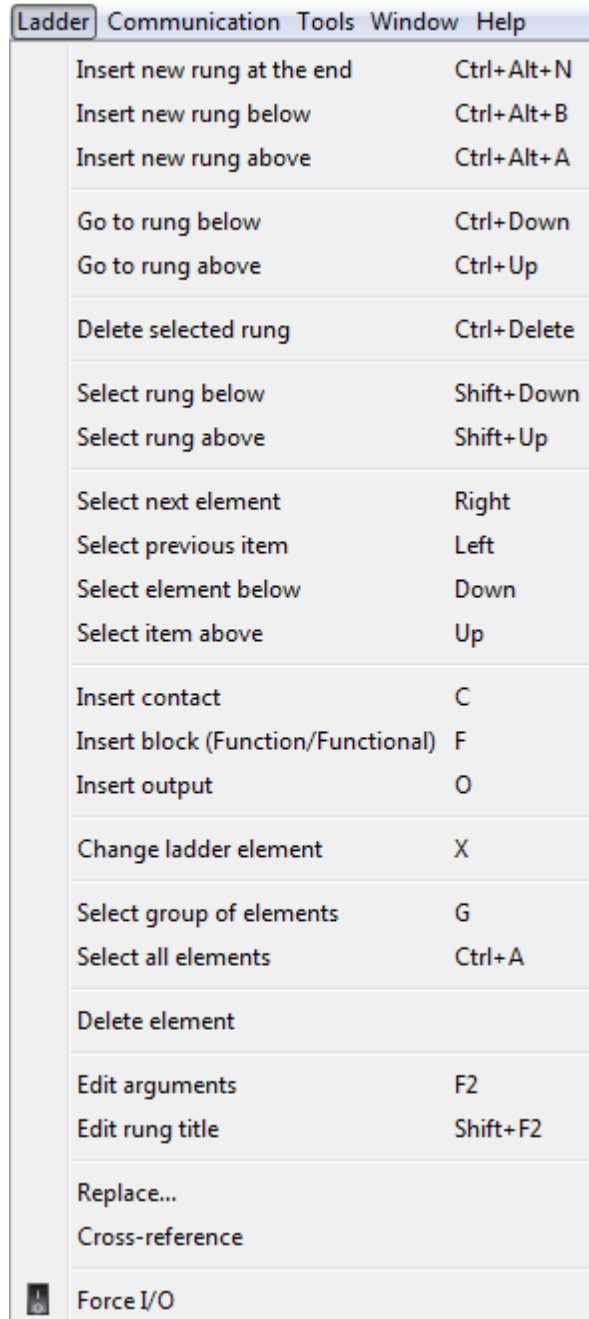 Ladder Communication Tools Window Help
Insert new rung at the end Ctrl+Alt+N
Insert new rung below Ctrl+Alt+B
Insert new rung above Ctrl+Alt+A
Go to rung below Ctrl+Down
Go to rung above Ctrl+Up
Delete selected rung Ctrl+Delete
Select rung below Shift+Down
Select rung above Shift+Up
Select next element Right
Select previous item Left
Select element below Down
Select item above Up
Insert contact C
Insert block (Function/Functional) F
Insert output O
Change ladder element X
Select group of elements G
Select all elements Ctrl+A
Delete element
Edit arguments F2
Edit rung title Shift+F2
Replace...
Cross-reference
Force I/O